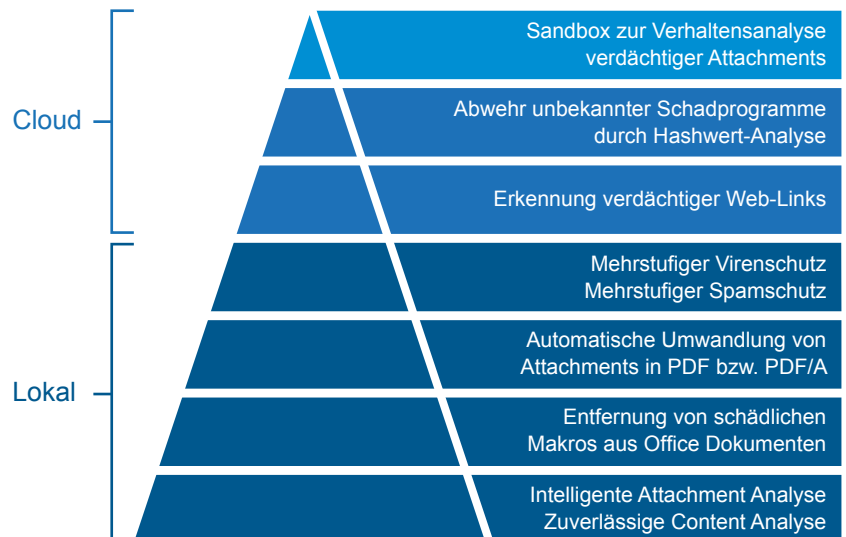 Cloud
Sandbox zur Verhaltensanalyse
verdächtiger Attachments
Abwehr unbekannter Schadprogramme
durch Hashwert-Analyse
Erkennung verdächtiger Web-Links
Lokal
Mehrstufiger Virenschutz
Mehrstufiger Spamschutz
Automatische Umwandlung von
Attachments in PDF bzw. PDF/A
Entfernung von schädlichen
Makros aus Office Dokumenten
Intelligente Attachment Analyse
Zuverlässige Content Analyse